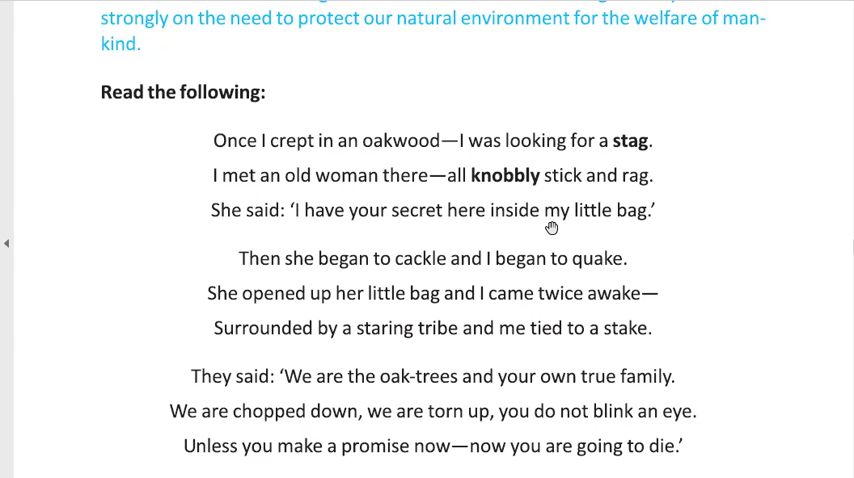 strongly on the need to protect our natural environment for the welfare of man-
kind.
Read the following:
Once I crept in an oakwood—I was looking for a stag.
I met an old woman there—all knobbly stick and rag.
She said: ‘I have your secret here inside my little bag.’
Then she began to cackle and I began to quake.
She opened up her little bag and I came twice awake—
Surrounded by a staring tribe and me tied to a stake.
They said: ‘We are the oak-trees and your own true family.
We are chopped down, we are torn up, you do not blink an eye.
Unless you make a promise now—now you are going to die.’